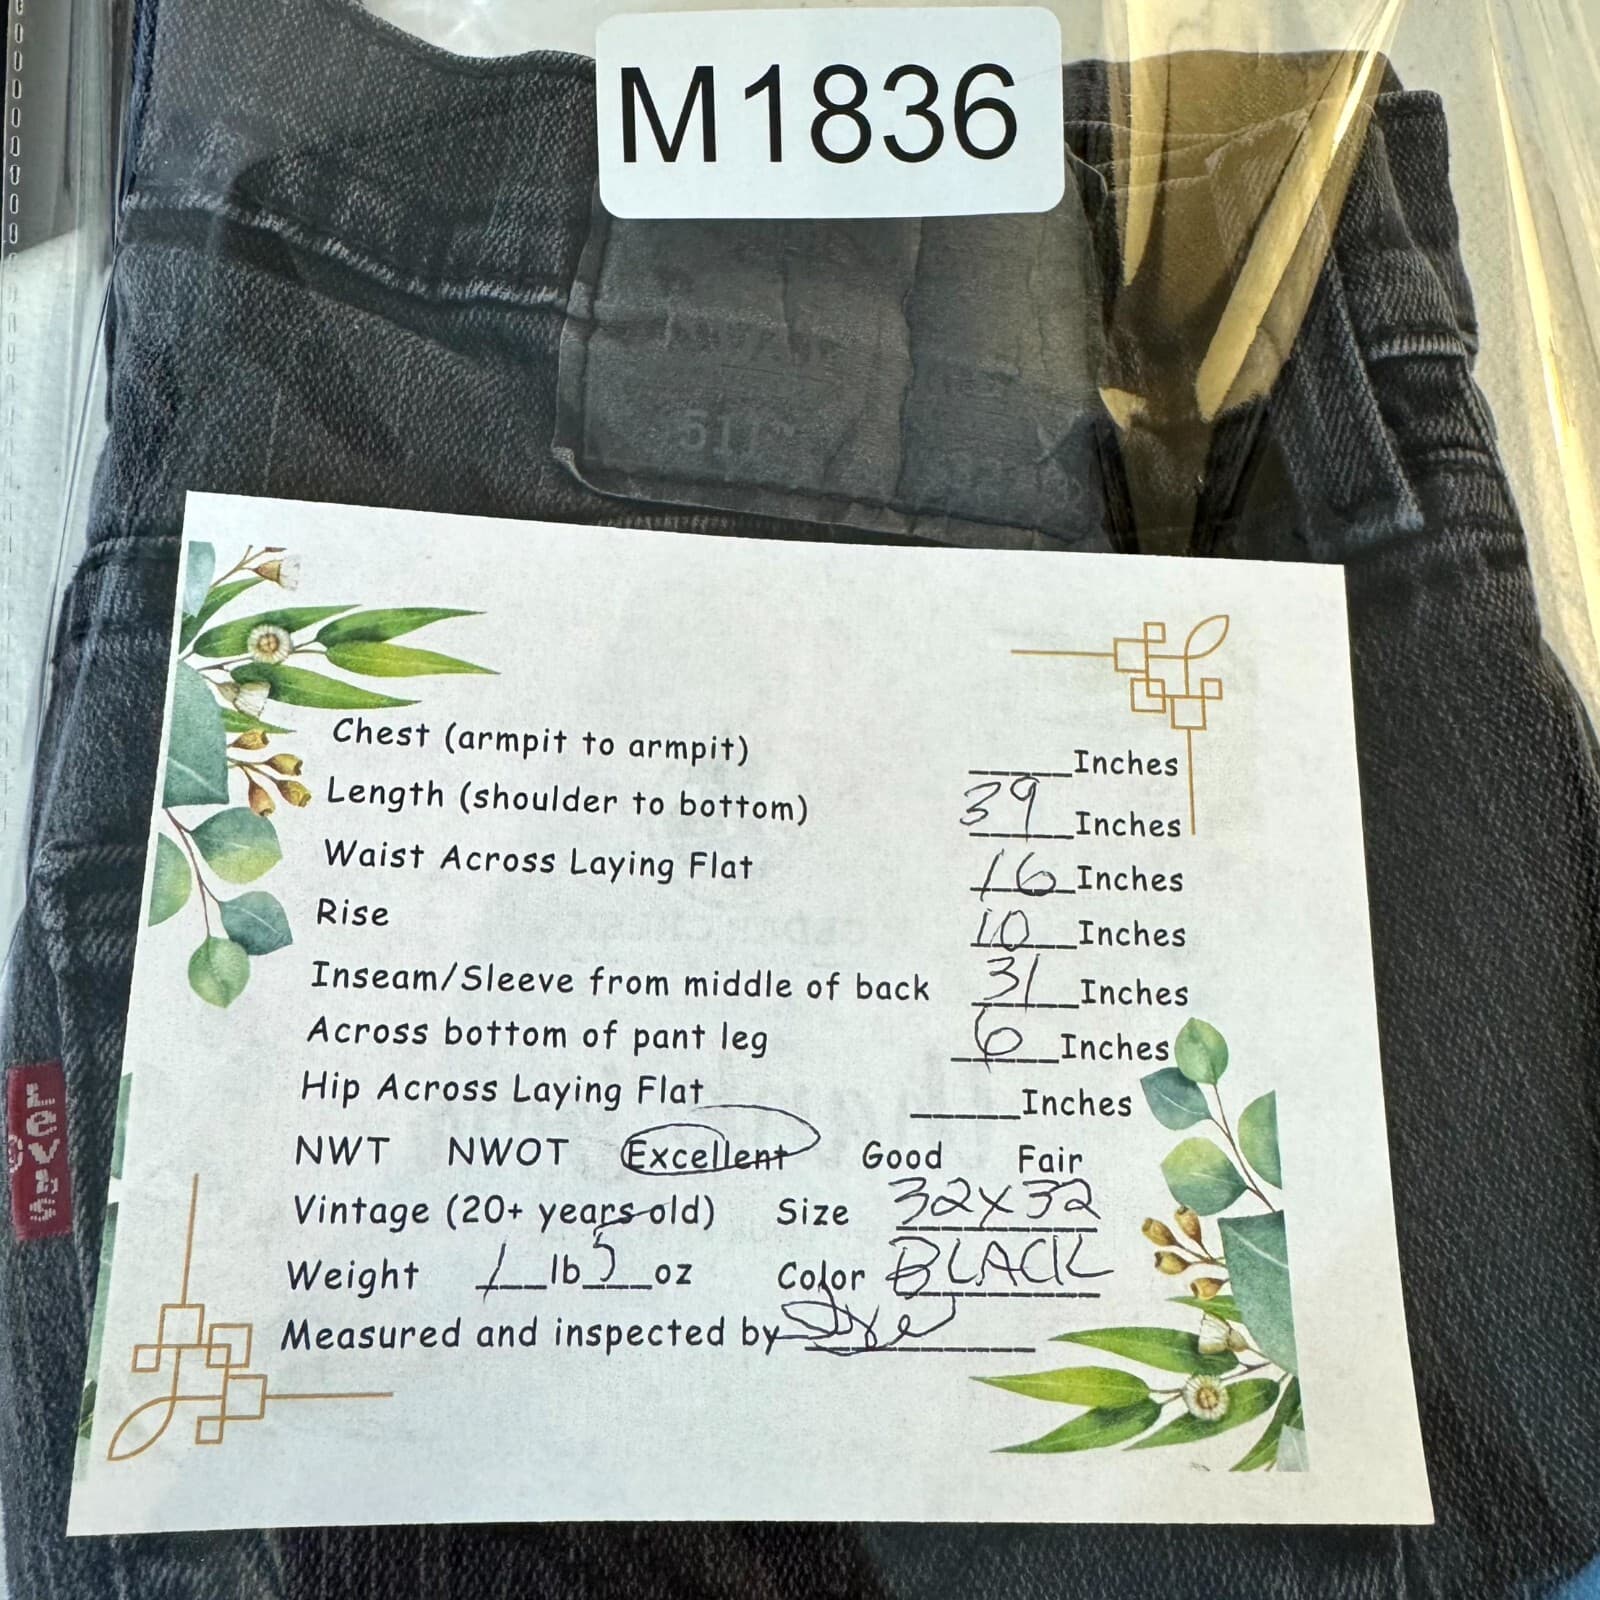 M1836
511™
Chest (armpit to armpit) _____Inches
Length (shoulder to bottom) 39 Inches
Waist Across Laying Flat 16 Inches
Rise 10 Inches
Inseam/Sleeve from middle of back 31 Inches
Across bottom of pant leg 6 Inches
Hip Across Laying Flat _____Inches
NWT NWOT Excellent Good Fair
Vintage (20+ years old) Size 32x32
Weight 1 lb 5 oz Color BLACK
Measured and inspected by
Levi's